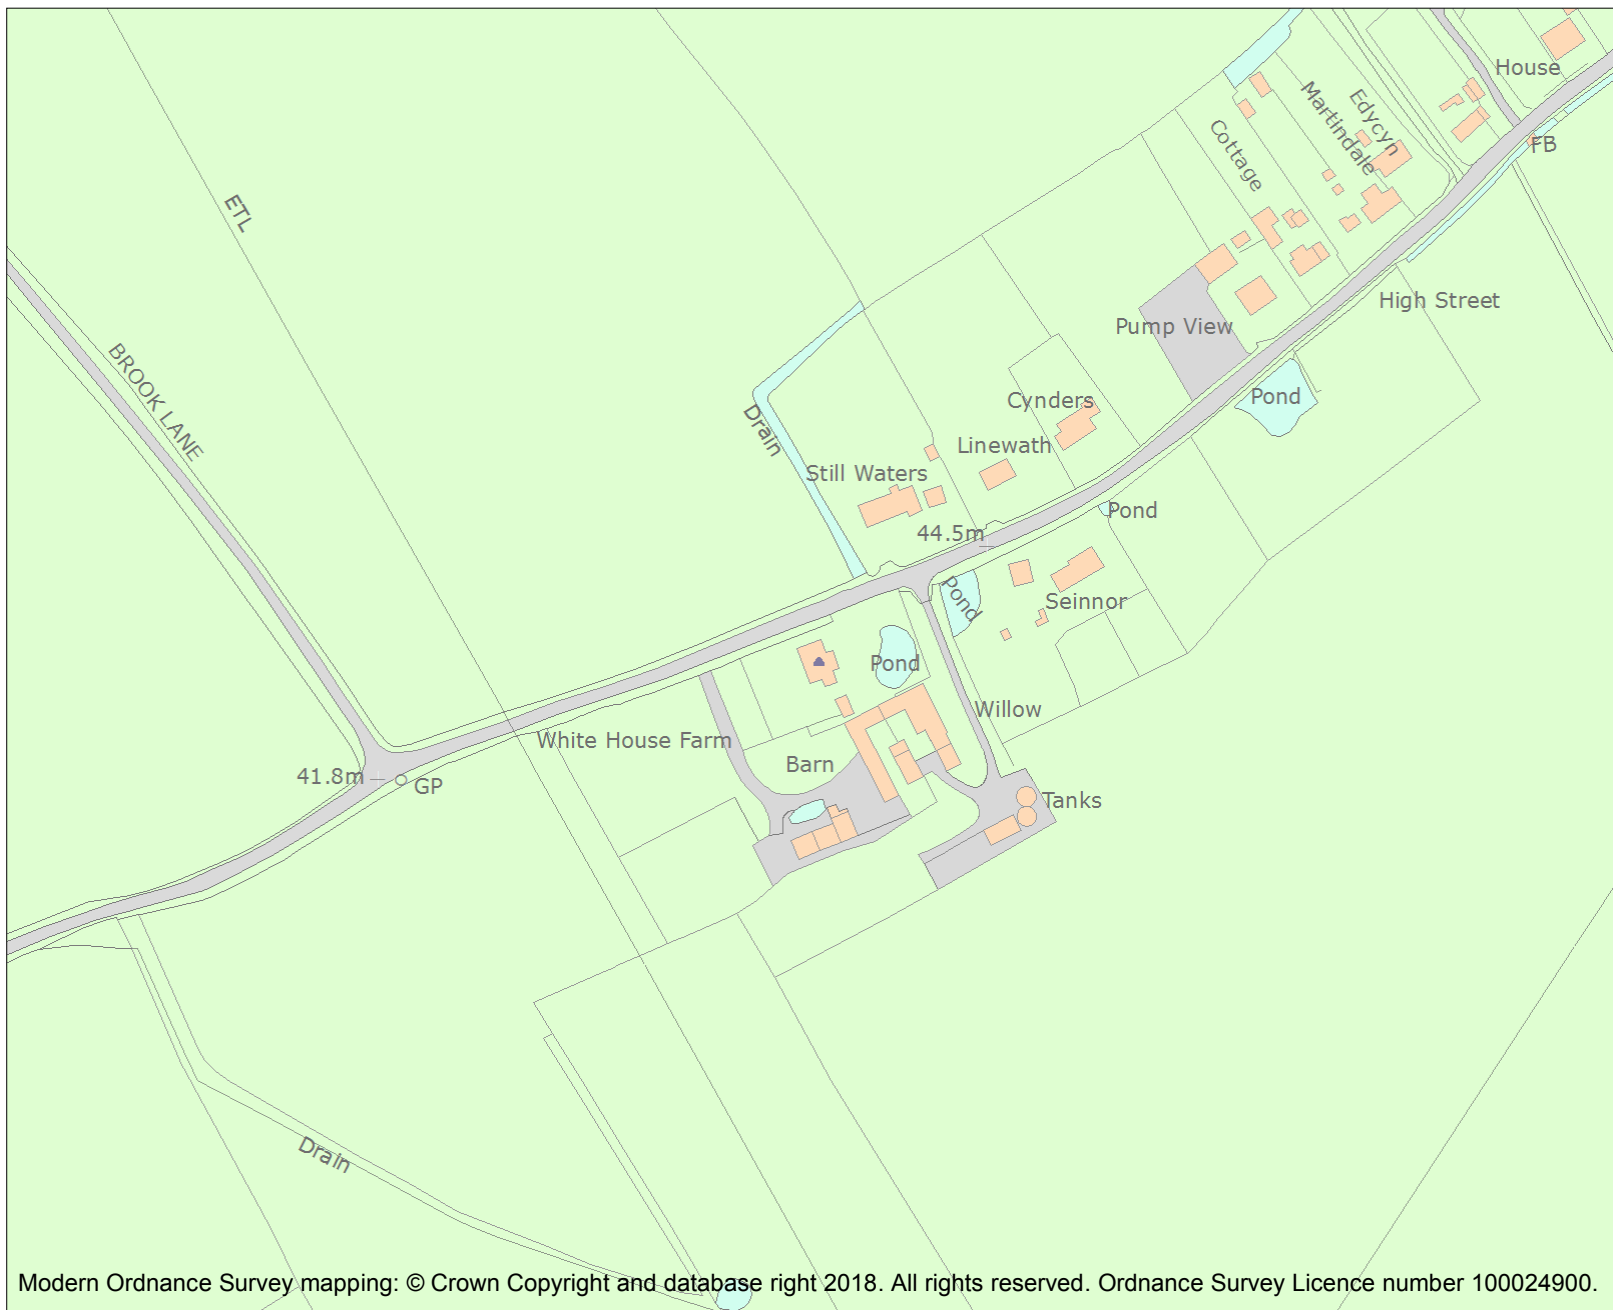 House
Edycyn
Martindale
Cottage
FB
ETL
High Street
Pump View
BROOK LANE
Pond
Cynders
Drain
Linewath
Still Waters
Pond
44.5m
Pond
Seinnor
Pond
Willow
White House Farm
Barn
41.8m
GP
Tanks
Drain
Modern Ordnance Survey mapping: © Crown Copyright and database right 2018. All rights reserved. Ordnance Survey Licence number 100024900.